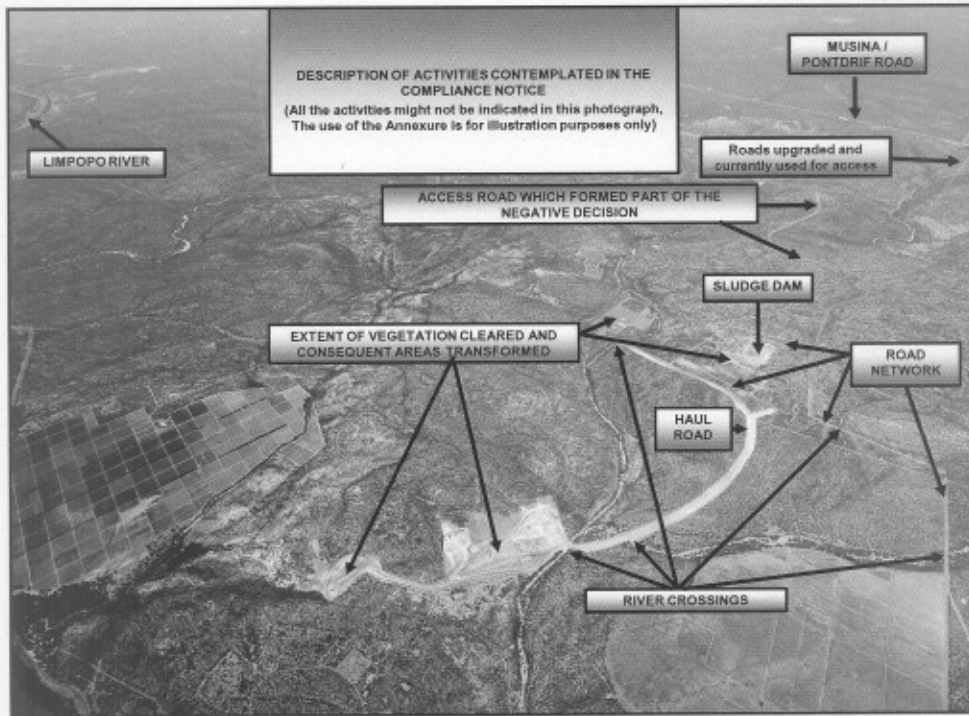 DESCRIPTION OF ACTIVITIES CONTEMPLATED IN THE
COMPLIANCE NOTICE
(All the activities might not be indicated in this photograph,
The use of the Annexure is for illustration purposes only)
MUSINA /
PONTDRIF ROAD
LIMPOPO RIVER
Roads upgraded and
currently used for access
ACCESS ROAD WHICH FORMED PART OF THE
NEGATIVE DECISION
SLUDGE DAM
EXTENT OF VEGETATION CLEARED AND
CONSEQUENT AREAS TRANSFORMED
ROAD
NETWORK
HAUL
ROAD
RIVER CROSSINGS